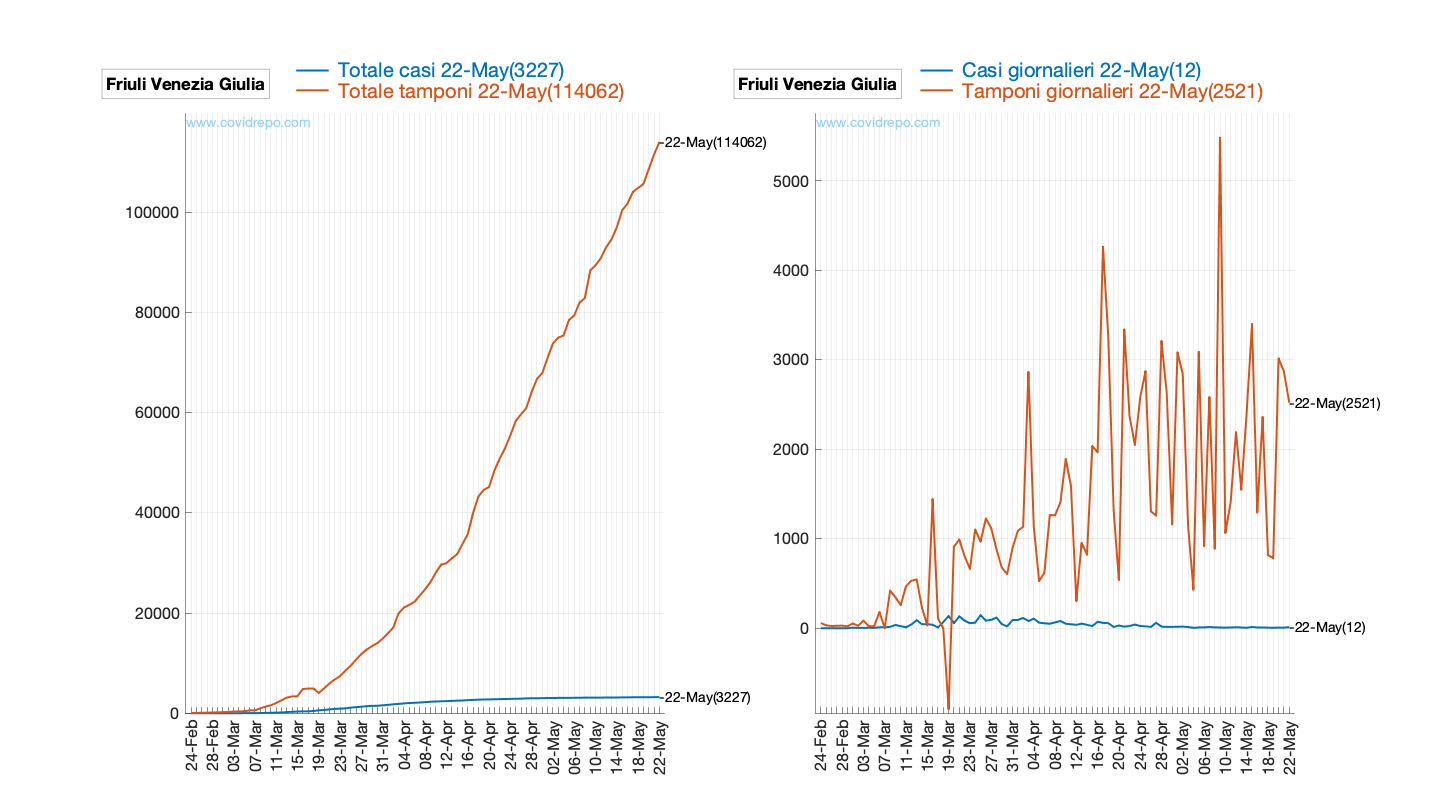 Friuli Venezia Giulia
Totale casi 22-May(3227)
Totale tamponi 22-May(114062)
www.covidrepo.com
22-May(114062)
100000
80000
60000
40000
20000
0
22-May(3227)
24-Feb
28-Feb
03-Mar
07-Mar
11-Mar
15-Mar
19-Mar
23-Mar
27-Mar
31-Mar
04-Apr
08-Apr
12-Apr
16-Apr
20-Apr
24-Apr
28-Apr
02-May
06-May
10-May
14-May
18-May
22-May
Friuli Venezia Giulia
Casi giornalieri 22-May(12)
Tamponi giornalieri 22-May(2521)
www.covidrepo.com
5000
4000
3000
2000
1000
0
22-May(2521)
22-May(12)
24-Feb
28-Feb
03-Mar
07-Mar
11-Mar
15-Mar
19-Mar
23-Mar
27-Mar
31-Mar
04-Apr
08-Apr
12-Apr
16-Apr
20-Apr
24-Apr
28-Apr
02-May
06-May
10-May
14-May
18-May
22-May